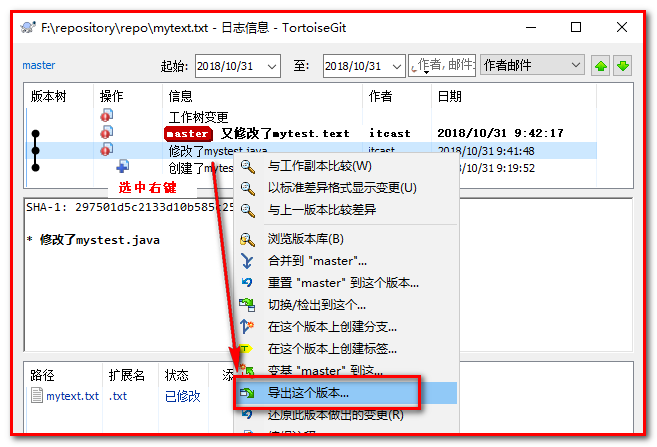 F:\repository\repo\mytext.txt - 日志信息 - TortoiseGit
master 起始: 2018/10/31 至: 2018/10/31 作者, 邮件: 作者邮件
版本树 操作 信息 作者 日期
工作树变更
master 又修改了mytest.text itcast 2018/10/31 9:42:17
修改了mystest.java itcast 2018/10/31 9:41:48
创建了mytes 2018/10/31 9:19:52
选中右键
SHA-1: 297501d5c2133d10b585c25
* 修改了mystest.java
与工作副本比较(W)
以标准差异格式显示变更(U)
与上一版本比较差异
浏览版本库(B)
合并到 "master"...
重置 "master" 到这个版本...
切换/检出到这个...
在这个版本上创建分支...
在这个版本上创建标签...
变基 "master" 到这...
导出这个版本...
还原此版本做出的变更(R)
路径 扩展名 状态 添
mytext.txt .txt 已修改